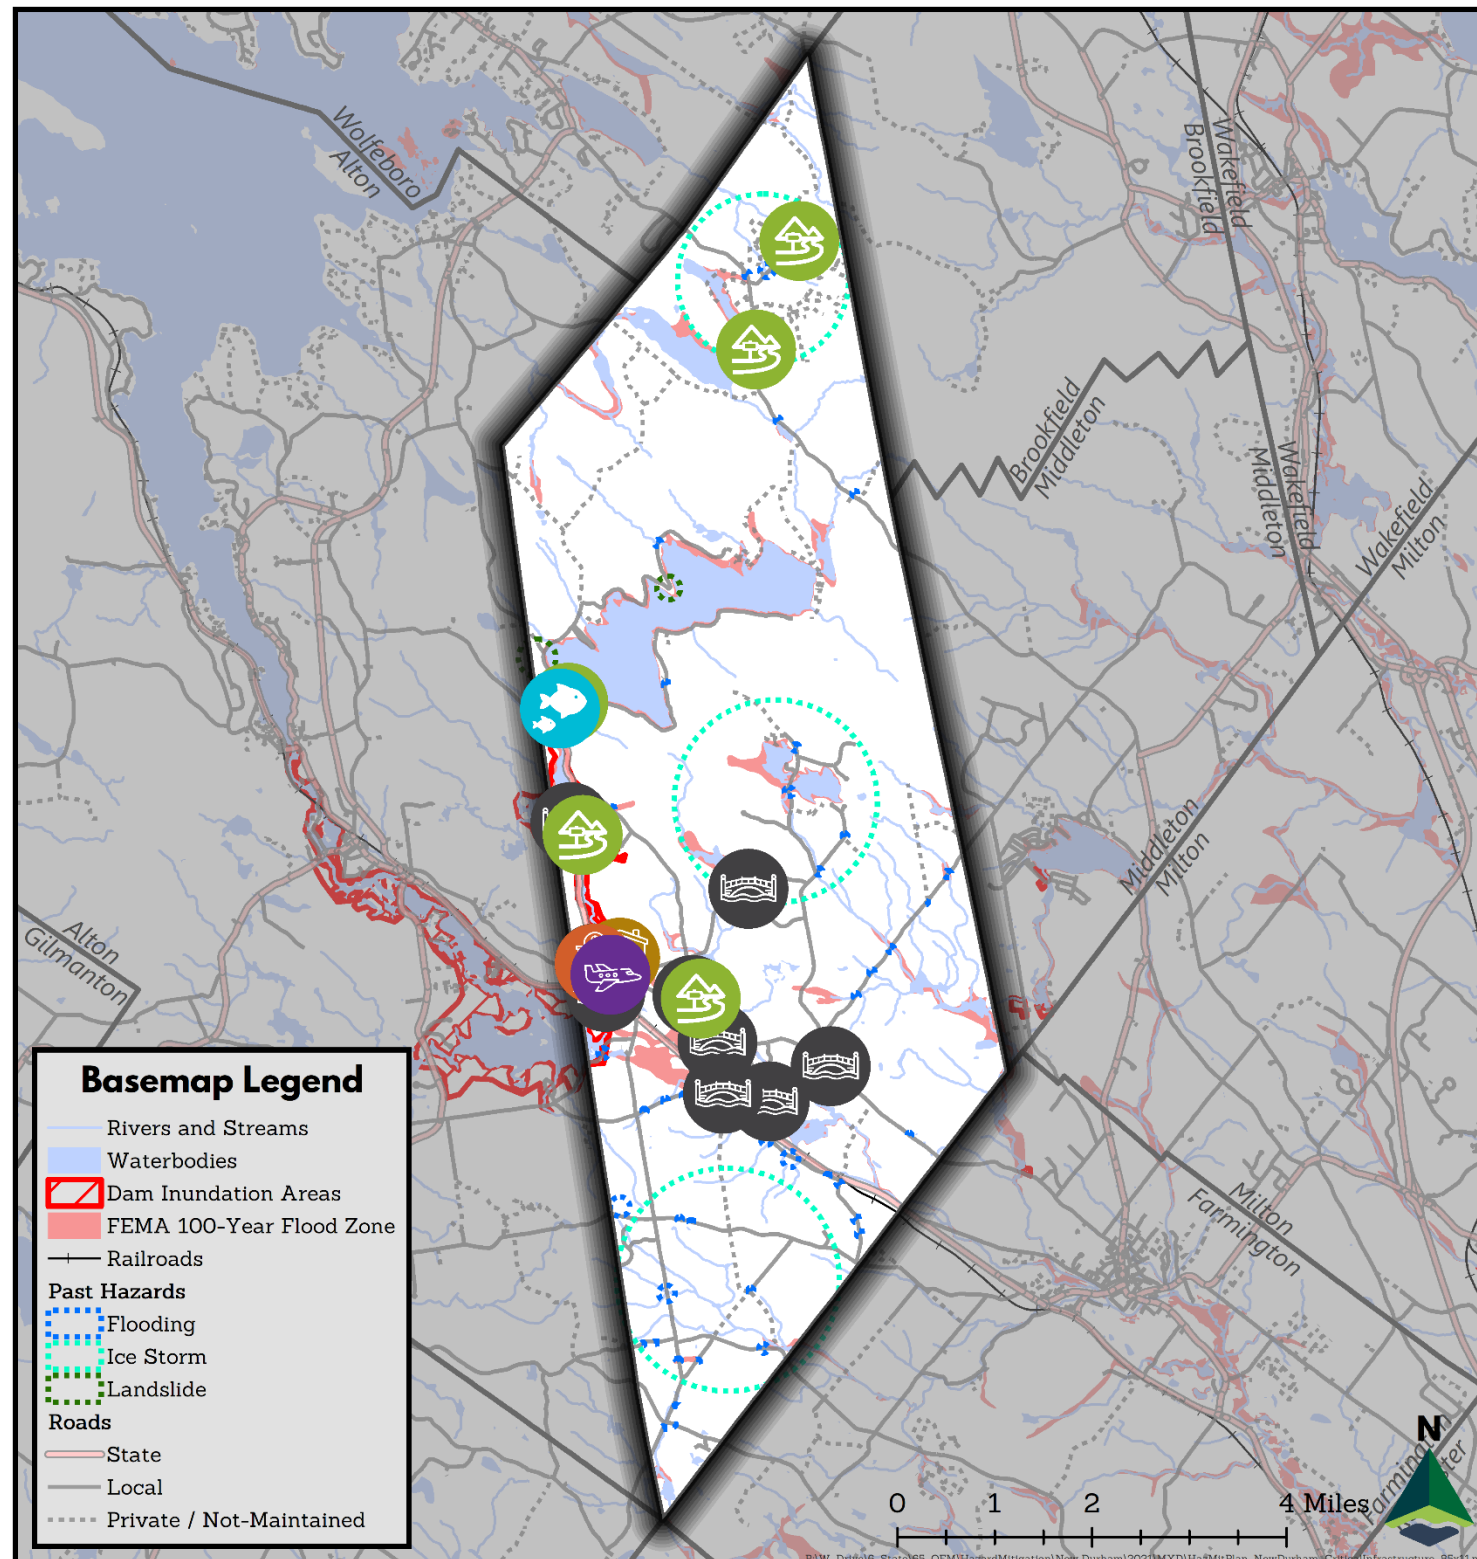 Wolfeboro
Alton
Wakefield
Brookfield
Brookfield
Middleton
Wakefield
Middleton
Wakefield
Milton
Middleton
Milton
Alton
Gilmanton
Milton
Farmington
Basemap Legend
Rivers and Streams
Waterbodies
Dam Inundation Areas
FEMA 100-Year Flood Zone
Railroads
Past Hazards
Flooding
Ice Storm
Landslide
Roads
State
Local
Private / Not-Maintained
N
0 1 2 4 Miles